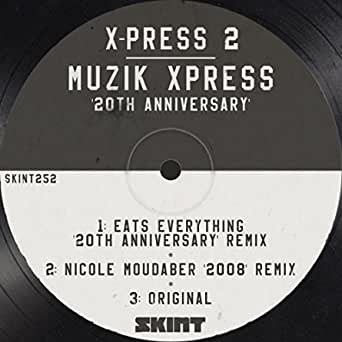 X-PRESS 2
MUZIK XPRESS
'20TH ANNIVERSARY'
SKINT252
1: EATS EVERYTHING
'20TH ANNIVERSARY' REMIX
2: NICOLE MOUDABER '2008' REMIX
3: ORIGINAL
SKINT